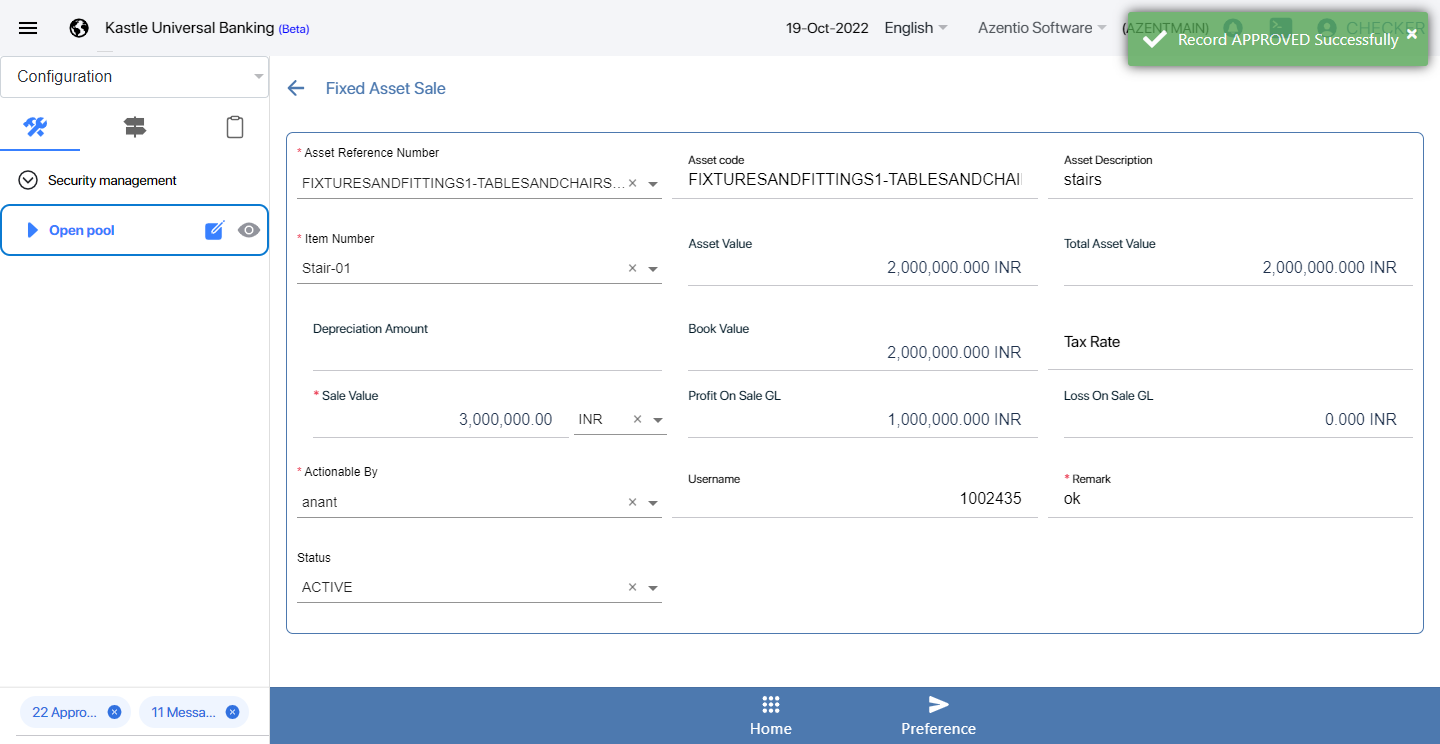 Kastle Universal Banking (Beta)
19-Oct-2022
English
Azentio Software
(AZENTMAIN)
CHECKER
Record APPROVED Successfully
Configuration
Fixed Asset Sale
Security management
Open pool
* Asset Reference Number
FIXTURESANDFITTINGS1-TABLESANDCHAIRS...
Asset code
FIXTURESANDFITTINGS1-TABLESANDCHAI
Asset Description
stairs
* Item Number
Stair-01
Asset Value
2,000,000.000 INR
Total Asset Value
2,000,000.000 INR
Depreciation Amount
Book Value
2,000,000.000 INR
Tax Rate
* Sale Value
3,000,000.00 INR
Profit On Sale GL
1,000,000.000 INR
Loss On Sale GL
0.000 INR
* Actionable By
anant
Username
1002435
* Remark
ok
Status
ACTIVE
22 Appro...
11 Messa...
Home
Preference